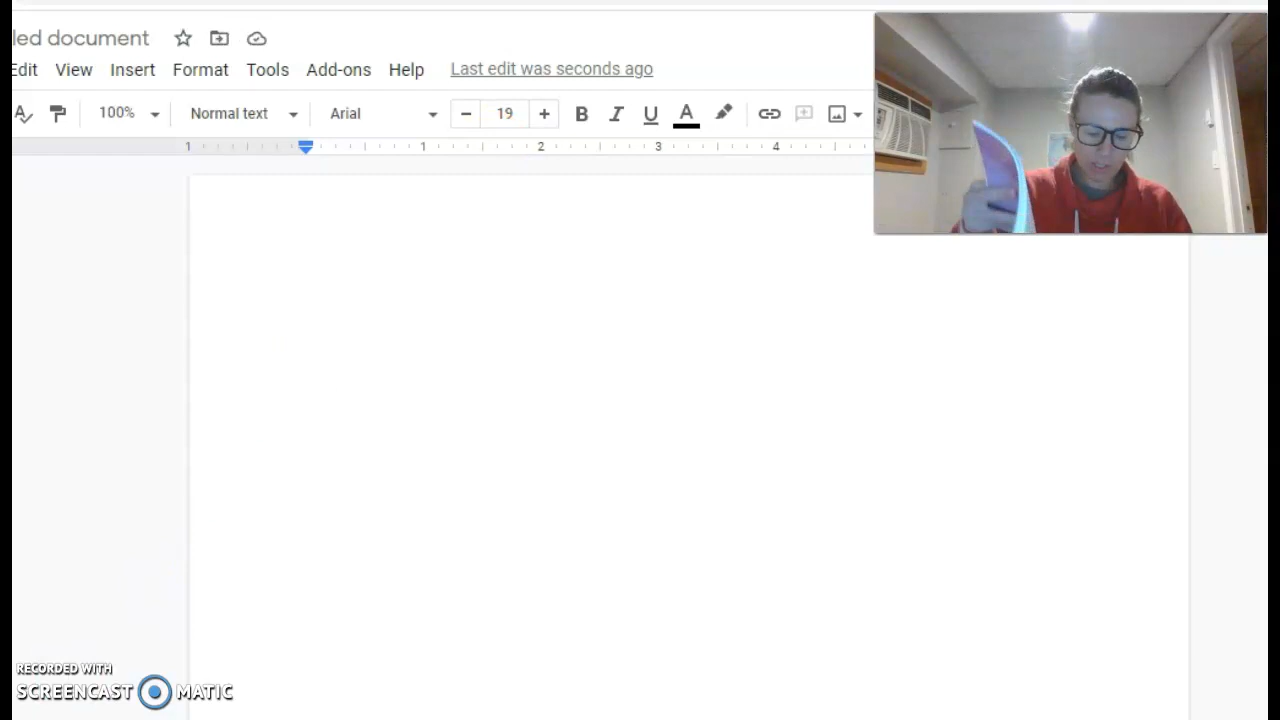 led document
Edit View Insert Format Tools Add-ons Help Last edit was seconds ago
100% Normal text Arial 19 B I U A
1 1 2 3 4
RECORDED WITH
SCREENCAST MATIC